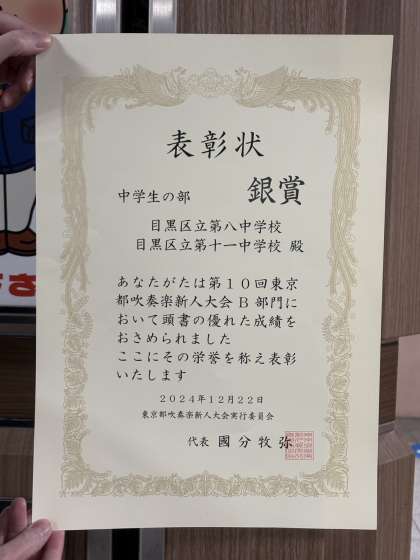 表彰状
中学生の部 銀賞
目黒区立第八中学校
目黒区立第十一中学校 殿
あなたがたは第10回東京
都吹奏楽新人大会B部門に
おいて頭書の優れた成績を
おさめられました
ここにその栄誉を称え表彰
いたします
2024年12月22日
東京都吹奏楽新人大会実行委員会
代表 國分牧弥